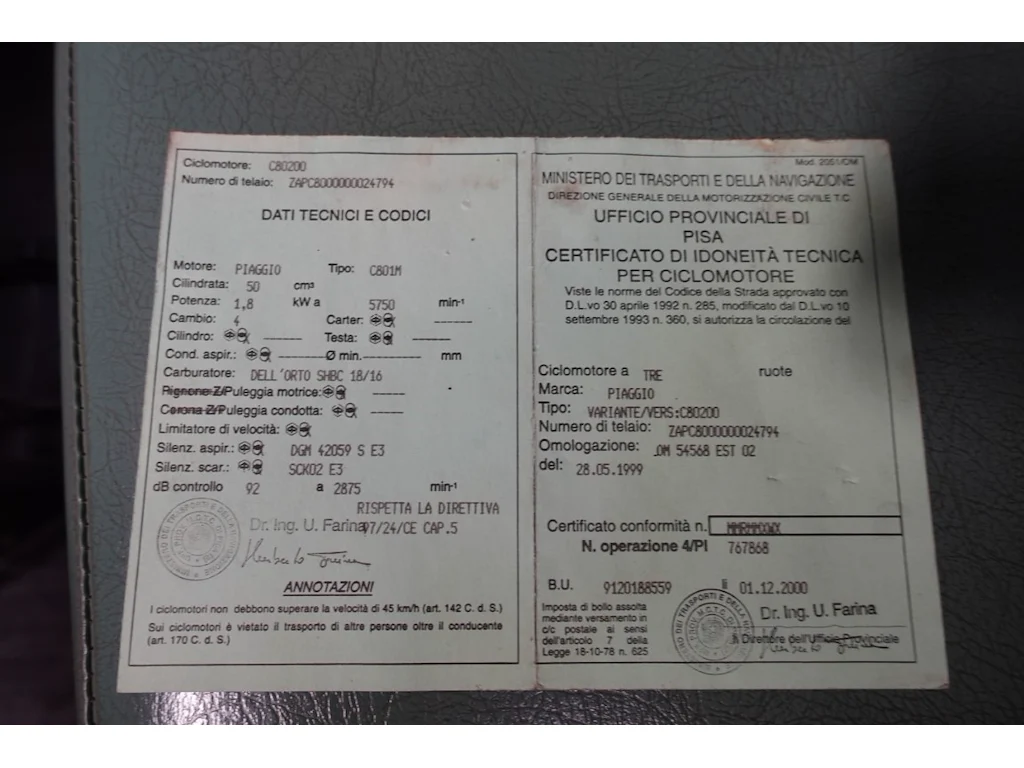 Ciclomotore: C80200
Numero di telaio: ZAPC8000000024794
DATI TECNICI E CODICI
Motore: PIAGGIO Tipo: C801M
Cilindrata: 50 cm³
Potenza: 1,8 kW a 5750 min-¹
Cambio: 4 Carter: ------
Cilindro: ------ Testa: ------
Cond. aspir.: -------- Ø min.--------- mm
Carburatore: DELL'ORTO SHBC 18/16
Pignone Z/Puleggia motrice: -----
Corona Z/Puleggia condotta: -----
Limitatore di velocità:
Silenz. aspir.: DGM 42059 S E3
Silenz. scar.: SCK02 E3
dB controllo 92 a 2875 min-¹
RISPETTA LA DIRETTIVA
Dr. Ing. U. Farina 97/24/CE CAP.5
ANNOTAZIONI
I ciclomotori non debbono superare la velocità di 45 km/h (art. 142 C. d. S.)
Sui ciclomotori è vietato il trasporto di altre persone oltre il conducente
(art. 170 C. d. S.)
Mod. 2051/CM
MINISTERO DEI TRASPORTI E DELLA NAVIGAZIONE
DIREZIONE GENERALE DELLA MOTORIZZAZIONE CIVILE T.C
UFFICIO PROVINCIALE DI
PISA
CERTIFICATO DI IDONEITÀ TECNICA
PER CICLOMOTORE
Viste le norme del Codice della Strada approvato con
D.L.vo 30 aprile 1992 n. 285, modificato dal D.L.vo 10
settembre 1993 n. 360, si autorizza la circolazione del
Ciclomotore a TRE ruote
Marca: PIAGGIO
Tipo: VARIANTE/VERS:C80200
Numero di telaio: ZAPC8000000024794
Omologazione: OM 54568 EST 02
del: 28.05.1999
Certificato conformità n.
N. operazione 4/PI 767868
B.U. 9120188559 li 01.12.2000
Imposta di bollo assolta
mediante versamento in
c/c postale ai sensi
dell'articolo 7 della
Legge 18-10-78 n. 625
Dr. Ing. U. Farina
Il Direttore dell'Ufficio Provinciale